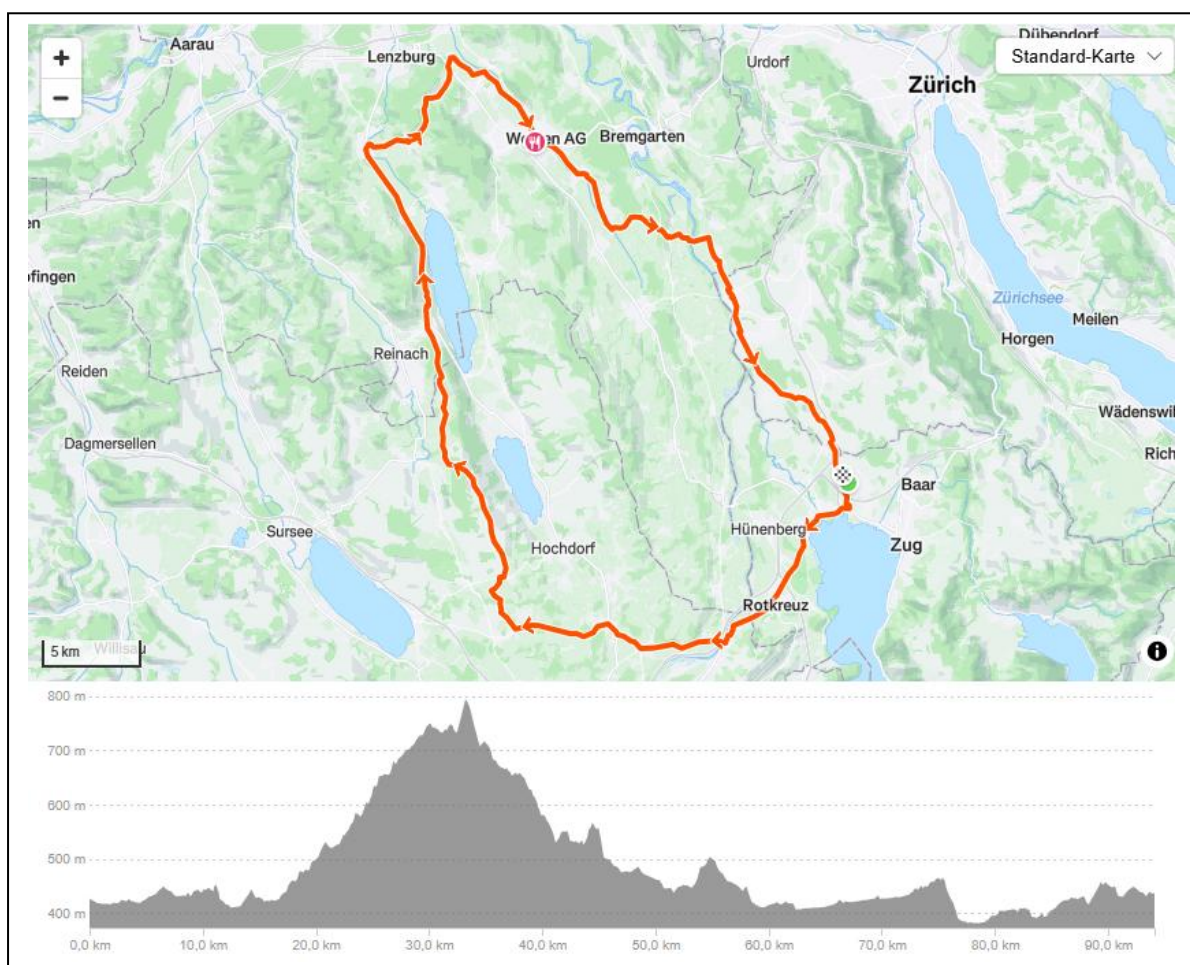 +
−
Standard-Karte
Aarau
Lenzburg
Urdorf
Dübendorf
Zürich
AG
Bremgarten
Zürichsee
Meilen
Horgen
Reinach
Reiden
Wädenswil
Dagmersellen
Baar
Sursee
Hochdorf
Hünenberg
Zug
Rotkreuz
5 km
Willisau
800 m
700 m
600 m
500 m
400 m
0,0 km
10,0 km
20,0 km
30,0 km
40,0 km
50,0 km
60,0 km
70,0 km
80,0 km
90,0 km